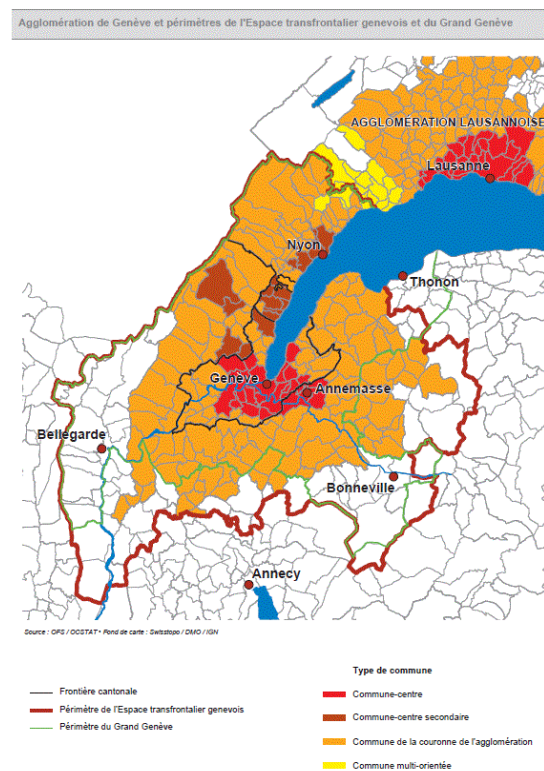 Agglomération de Genève et périmètres de l'Espace transfrontalier genevois et du Grand Genève
AGGLOMÉRATION LAUSANNOISE
Lausanne
Nyon
Thonon
Genève
Annemasse
Bellegarde
Bonneville
Annecy
Source : OFS / OCSTAT • Fond de carte : Swisstopo / DMO / IGN
Type de commune
Frontière cantonale
Périmètre de l'Espace transfrontalier genevois
Périmètre du Grand Genève
Commune-centre
Commune-centre secondaire
Commune de la couronne de l'agglomération
Commune multi-orientée